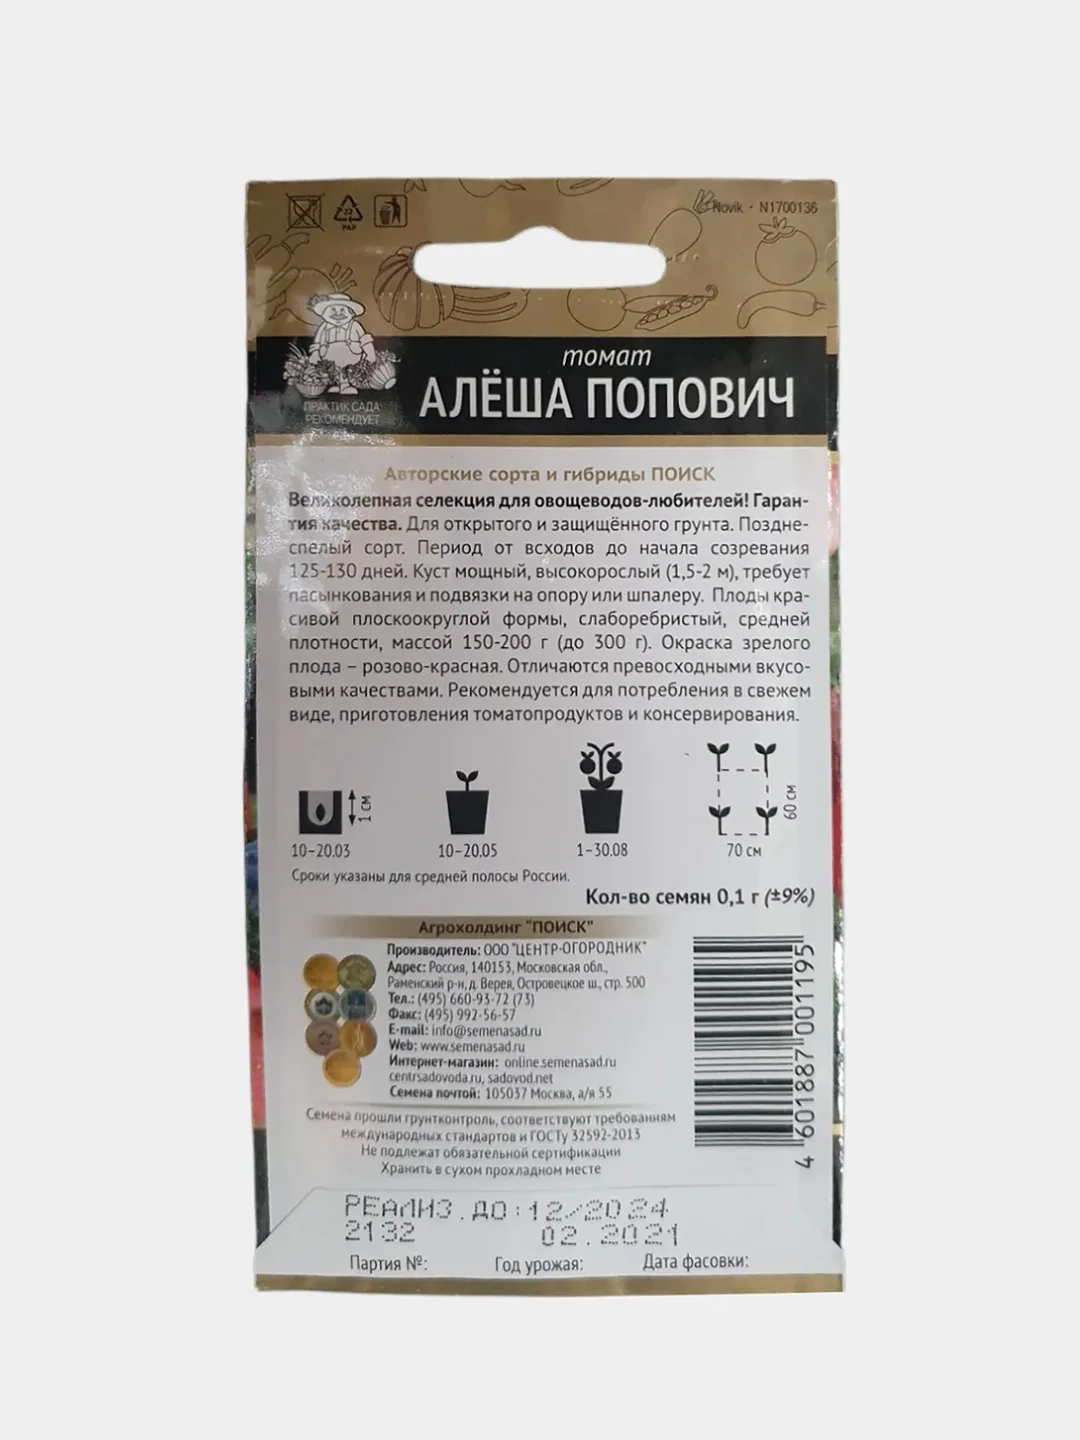 Novik · N1700136
22
PAP
томат
АЛЁША ПОПОВИЧ
ПРАКТИК САДА
РЕКОМЕНДУЕТ
Авторские сорта и гибриды ПОИСК
Великолепная селекция для овощеводов-любителей! Гаран-
тия качества. Для открытого и защищённого грунта. Поздне-
спелый сорт. Период от всходов до начала созревания
125-130 дней. Куст мощный, высокорослый (1,5-2 м), требует
пасынкования и подвязки на опору или шпалеру. Плоды кра-
сивой плоскоокруглой формы, слаборебристый, средней
плотности, массой 150-200 г (до 300 г). Окраска зрелого
плода – розово-красная. Отличаются превосходными вкусо-
выми качествами. Рекомендуется для потребления в свежем
виде, приготовления томатопродуктов и консервирования.
1 см
60 см
10–20.03 10–20.05 1–30.08 70 см
Сроки указаны для средней полосы России.
Кол-во семян 0,1 г (±9%)
Агрохолдинг "ПОИСК"
Производитель: ООО "ЦЕНТР-ОГОРОДНИК"
Адрес: Россия, 140153, Московская обл.,
Раменский р-н, д. Верея, Островецкое ш., стр. 500
Тел.: (495) 660-93-72 (73)
Факс: (495) 992-56-57
E-mail: info@semenasad.ru
Web: www.semenasad.ru
Интернет-магазин: online.semenasad.ru
centrsadovoda.ru, sadovod.net
Семена почтой: 105037 Москва, а/я 55
4 601887 001195
Семена прошли грунтконтроль, соответствуют требованиям
международных стандартов и ГОСТу 32592-2013
Не подлежат обязательной сертификации
Хранить в сухом прохладном месте
РЕАЛИЗ. ДО: 12/2024
2132 02.2021
Партия №: Год урожая: Дата фасовки: